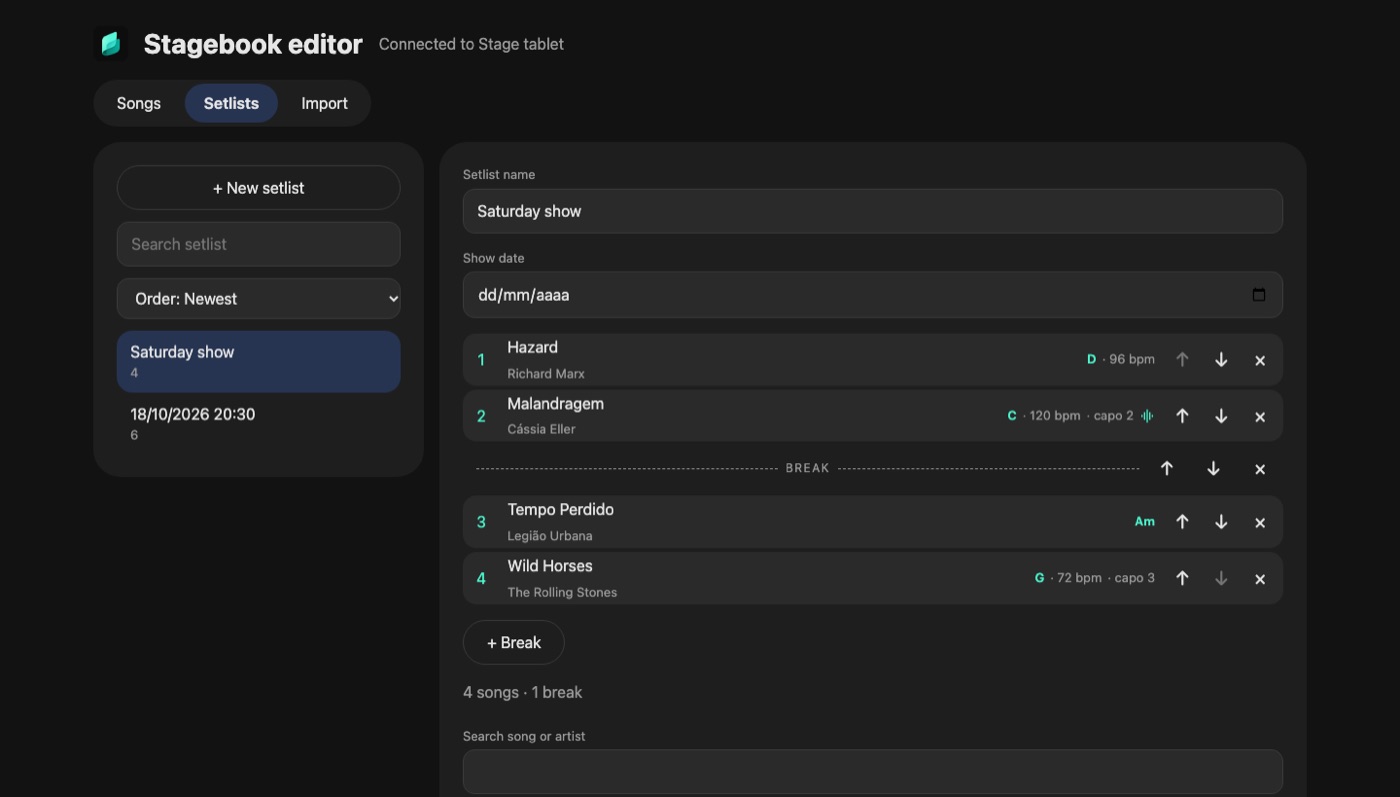 Stagebook editor
Connected to Stage tablet
Songs
Setlists
Import
+ New setlist
Search setlist
Order: Newest
Saturday show
4
18/10/2026 20:30
6
Setlist name
Saturday show
Show date
dd/mm/aaaa
1 Hazard D · 96 bpm
Richard Marx
2 Malandragem C · 120 bpm · capo 2
Cássia Eller
BREAK
3 Tempo Perdido Am
Legião Urbana
4 Wild Horses G · 72 bpm · capo 3
The Rolling Stones
+ Break
4 songs · 1 break
Search song or artist